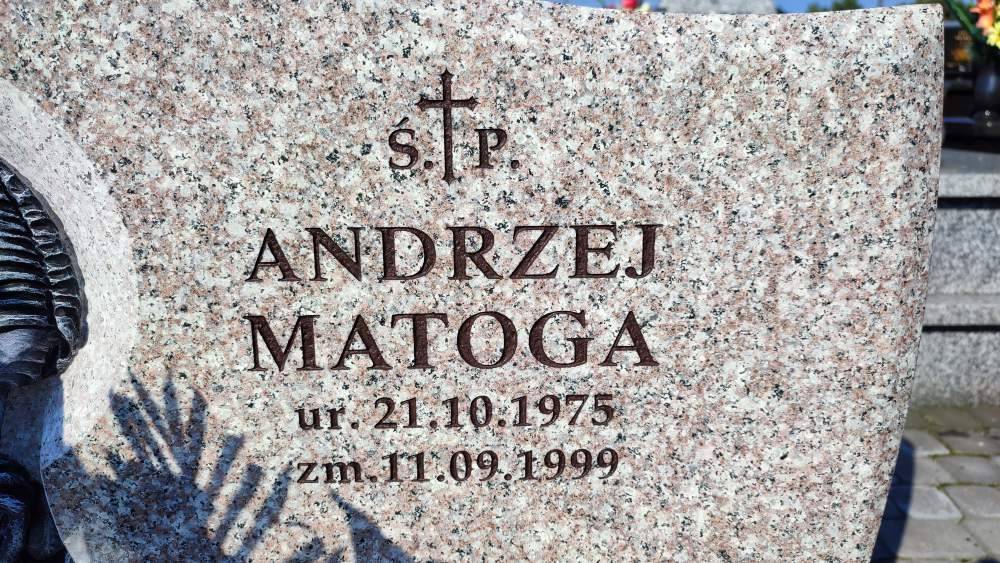 Ś. P.
ANDRZEJ
MATOGA
ur. 21.10.1975
zm.11.09.1999